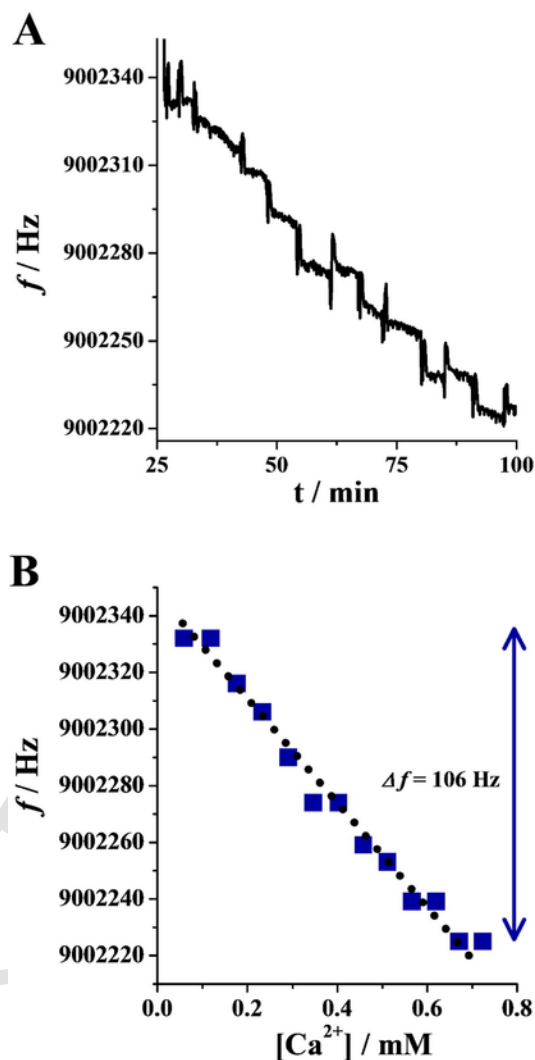 A
9002340
9002310
9002280
9002250
9002220
f / Hz
25 50 75 100
t / min
B
9002340
9002320
9002300
9002280
9002260
9002240
9002220
f / Hz
Δf = 106 Hz
0.0 0.2 0.4 0.6 0.8
[Ca²⁺] / mM